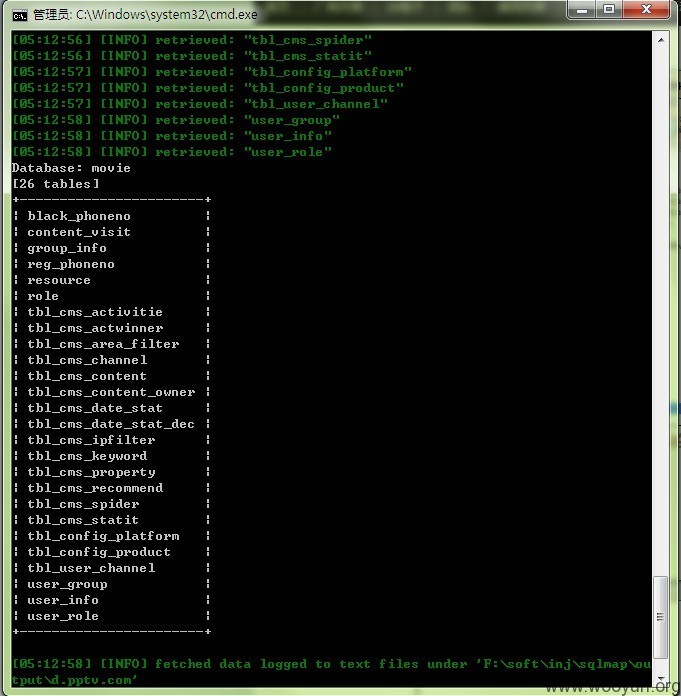 管理员: C:\Windows\system32\cmd.exe
[05:12:56] [INFO] retrieved: "tbl_cms_spider"
[05:12:56] [INFO] retrieved: "tbl_cms_statit"
[05:12:57] [INFO] retrieved: "tbl_config_platform"
[05:12:57] [INFO] retrieved: "tbl_config_product"
[05:12:57] [INFO] retrieved: "tbl_user_channel"
[05:12:58] [INFO] retrieved: "user_group"
[05:12:58] [INFO] retrieved: "user_info"
[05:12:58] [INFO] retrieved: "user_role"
Database: movie
[26 tables]
+-----------------------+
¦ black_phoneno ¦
¦ content_visit ¦
¦ group_info ¦
¦ reg_phoneno ¦
¦ resource ¦
¦ role ¦
¦ tbl_cms_activitie ¦
¦ tbl_cms_actwinner ¦
¦ tbl_cms_area_filter ¦
¦ tbl_cms_channel ¦
¦ tbl_cms_content ¦
¦ tbl_cms_content_owner ¦
¦ tbl_cms_date_stat ¦
¦ tbl_cms_date_stat_dec ¦
¦ tbl_cms_ipfilter ¦
¦ tbl_cms_keyword ¦
¦ tbl_cms_property ¦
¦ tbl_cms_recommend ¦
¦ tbl_cms_spider ¦
¦ tbl_cms_statit ¦
¦ tbl_config_platform ¦
¦ tbl_config_product ¦
¦ tbl_user_channel ¦
¦ user_group ¦
¦ user_info ¦
¦ user_role ¦
+-----------------------+
[05:12:58] [INFO] fetched data logged to text files under 'F:\soft\inj\sqlmap\ou
tput\d.pptv.com'
www.wooyun.org